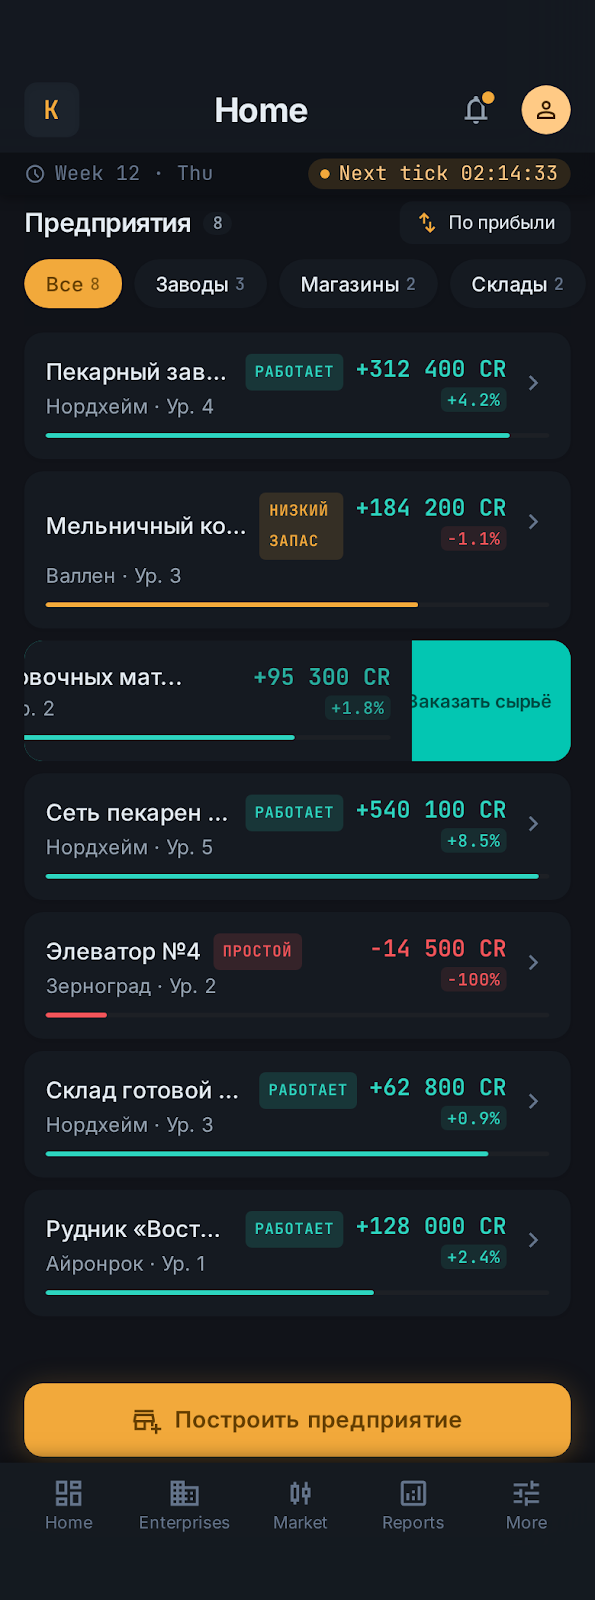 K
Home
Week 12 · Thu
Next tick 02:14:33
Предприятия 8
По прибыли
Все 8
Заводы 3
Магазины 2
Склады 2
Пекарный зав...
РАБОТАЕТ
+312 400 CR
Нордхейм · Ур. 4
+4.2%
Мельничный ко...
НИЗКИЙ
ЗАПАС
+184 200 CR
-1.1%
Валлен · Ур. 3
овочных мат...
+95 300 CR
р. 2
+1.8%
Заказать сырьё
Сеть пекарен ...
РАБОТАЕТ
+540 100 CR
Нордхейм · Ур. 5
+8.5%
Элеватор №4
ПРОСТОЙ
-14 500 CR
Зерноград · Ур. 2
-100%
Склад готовой ...
РАБОТАЕТ
+62 800 CR
Нордхейм · Ур. 3
+0.9%
Рудник «Вост...
РАБОТАЕТ
+128 000 CR
Айронрок · Ур. 1
+2.4%
Построить предприятие
Home
Enterprises
Market
Reports
More